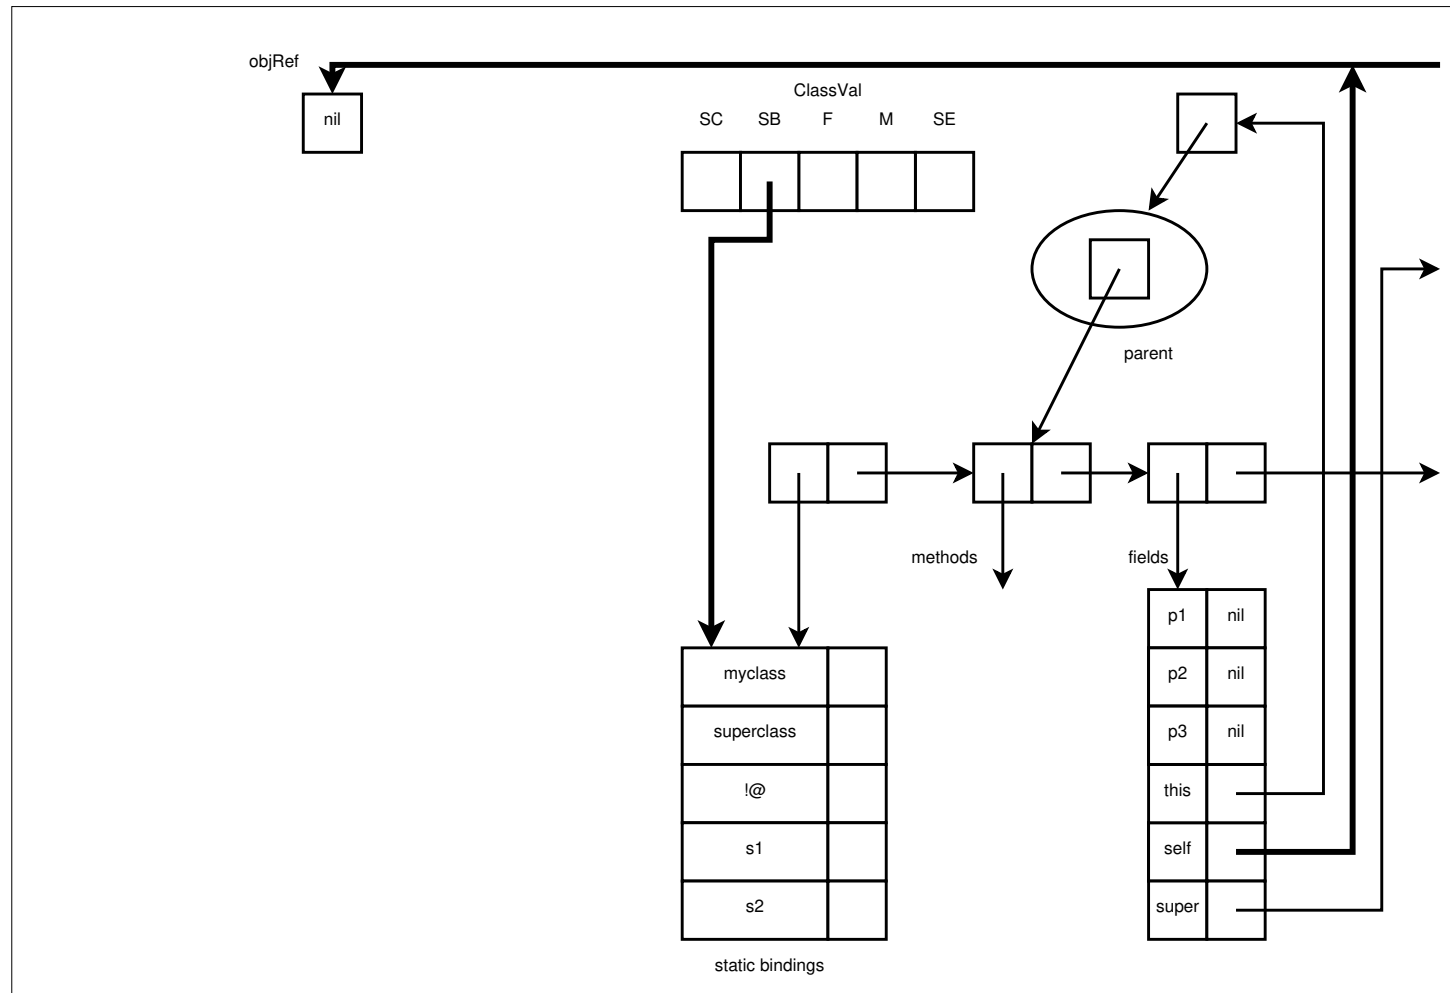 objRef
ClassVal
nil
SC SB F M SE
parent
methods
fields
p1 nil
myclass
p2 nil
superclass
p3 nil
!@
this
s1
self
s2
super
static bindings